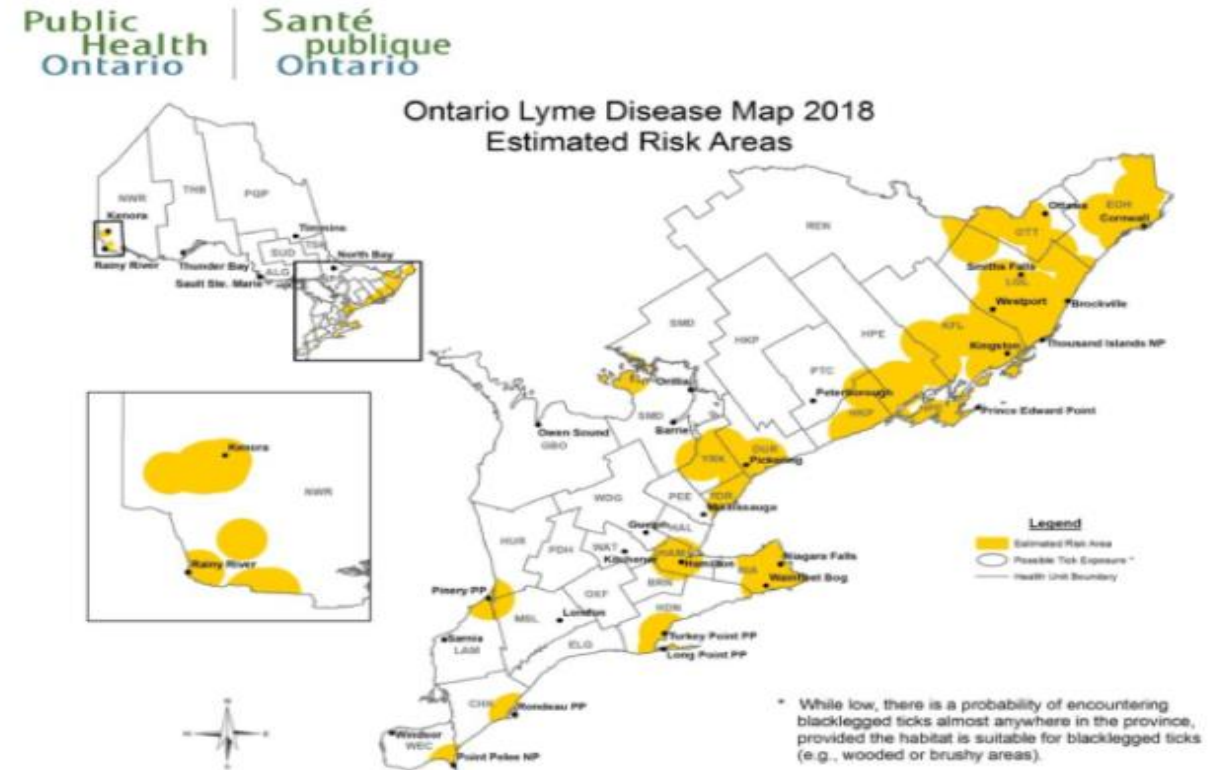 Public
Health
Ontario
Santé
publique
Ontario
Ontario Lyme Disease Map 2018
Estimated Risk Areas
NWR
THB
PQP
Kenora
Timmins
SUD
TSK
North Bay
Rainy River
Thunder Bay
ALG
Sault Ste. Marie
REN
Ottawa
OTT
EOH
Cornwall
Smiths Falls
LGL
Westport
Brockville
SMD
HKP
HPE
KFL
Kingston
Thousand Islands NP
PTC
Peterborough
HKP
Prince Edward Point
Orillia
SMD
Barrie
Owen Sound
GBO
YRK
DUR
Pickering
WDG
PEE
TOR
Mississauga
Guelph
HAL
HUR
PDH
WAT
Kitchener
HAM
Hamilton
NIA
Niagara Falls
Wainfleet Bog
BRN
OXF
HDN
Pinery PP
MSL
London
ELG
Turkey Point PP
Long Point PP
Sarnia
LAM
CHK
Rondeau PP
Windsor
WEC
Point Pelee NP
Kenora
NWR
Rainy River
Legend
Estimated Risk Area
Possible Tick Exposure *
Health Unit Boundary
* While low, there is a probability of encountering
blacklegged ticks almost anywhere in the province,
provided the habitat is suitable for blacklegged ticks
(e.g., wooded or brushy areas).